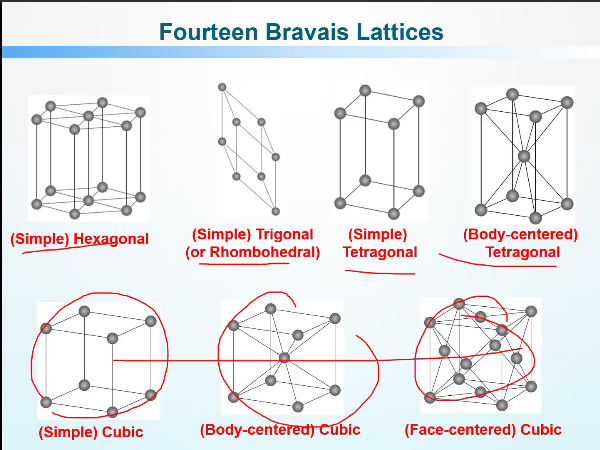 Fourteen Bravais Lattices
(Simple) Hexagonal
(Simple) Trigonal
(or Rhombohedral)
(Simple)
Tetragonal
(Body-centered)
Tetragonal
(Simple) Cubic
(Body-centered) Cubic
(Face-centered) Cubic